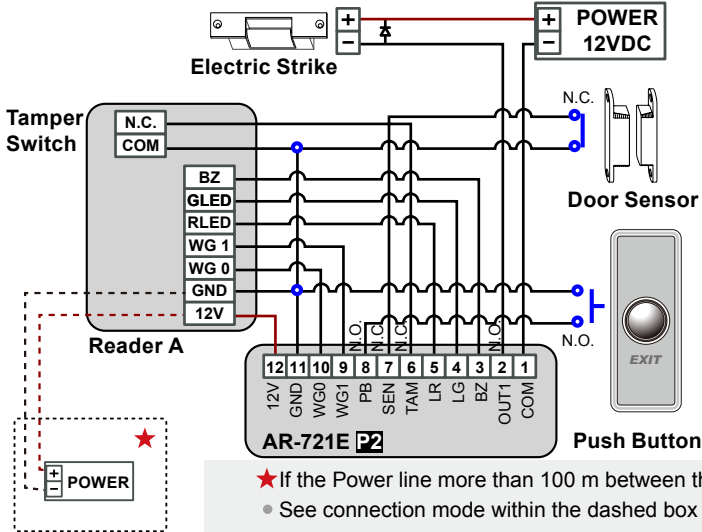 POWER
12VDC
+
−
+
−
Electric Strike
N.C.
Tamper
Switch
N.C.
COM
Door Sensor
BZ
GLED
RLED
WG 1
WG 0
GND
12V
Reader A
N.O.
N.C.
N.C.
N.O.
N.O.
EXIT
12 11 10 9 8 7 6 5 4 3 2 1
12V GND WG0 WG1 PB SEN TAM LR LG BZ OUT1 COM
AR-721E P2
Push Button
+
−
POWER
★If the Power line more than 100 m between th
• See connection mode within the dashed box